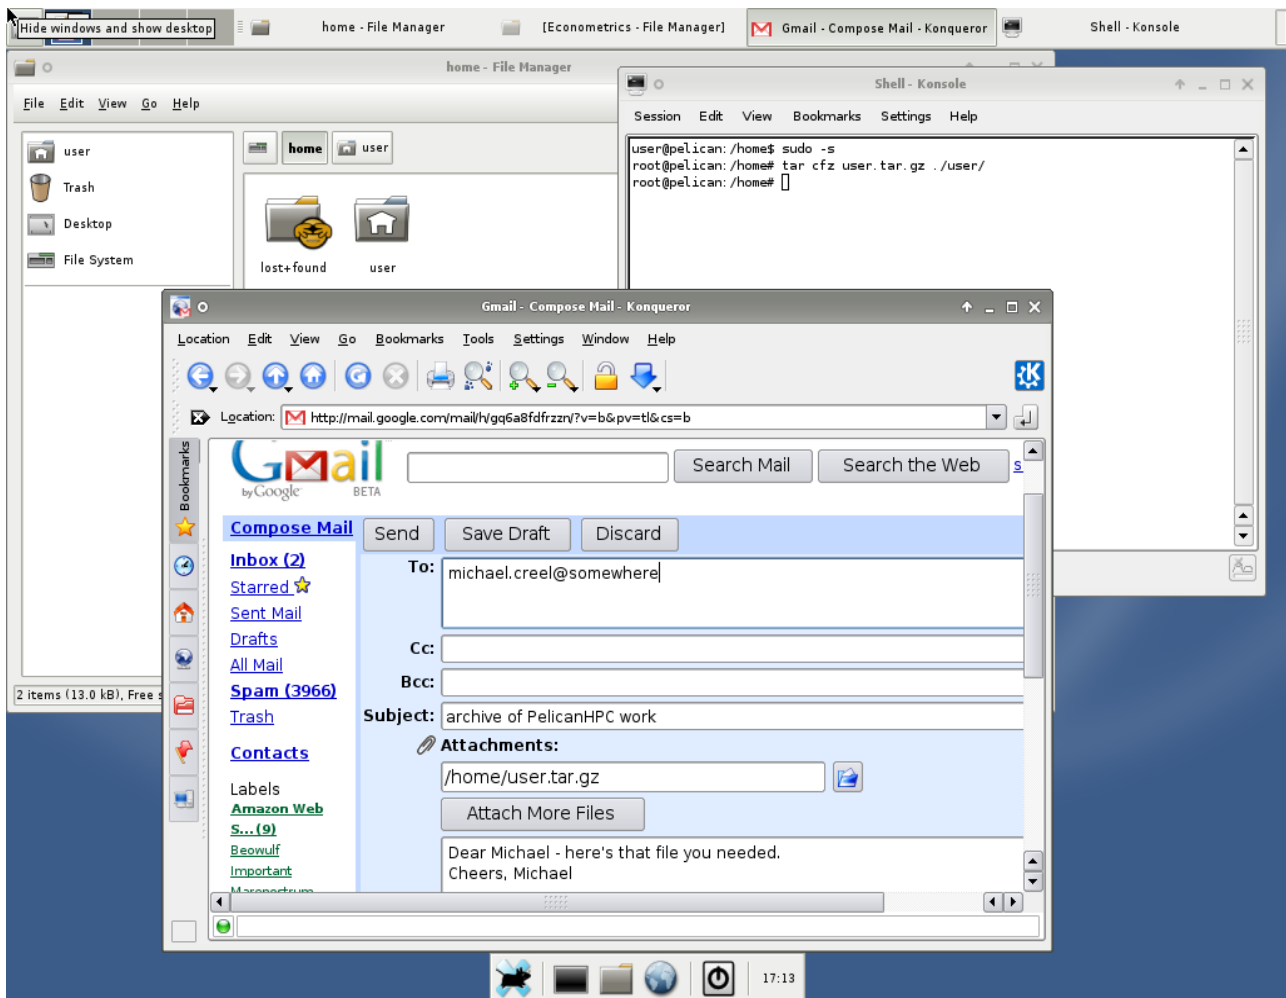 Hide windows and show desktop
home - File Manager
[Econometrics - File Manager]
Gmail - Compose Mail - Konqueror
Shell - Konsole
home - File Manager
File Edit View Go Help
user
Trash
Desktop
File System
home
user
lost+found
user
2 items (13.0 kB), Free
Shell - Konsole
Session Edit View Bookmarks Settings Help
user@pelican:/home$ sudo -s
root@pelican:/home# tar cfz user.tar.gz ./user/
root@pelican:/home#
Gmail - Compose Mail - Konqueror
Location Edit View Go Bookmarks Tools Settings Window Help
Location: http://mail.google.com/mail/h/gq6a8fdfrzzn/?v=b&pv=tl&cs=b
Bookmarks
Gmail
by Google BETA
Search Mail
Search the Web
s
Compose Mail
Inbox (2)
Starred
Sent Mail
Drafts
All Mail
Spam (3966)
Trash
Contacts
Labels
Amazon Web
S... (9)
Beowulf
Important
Marenostrum
Send
Save Draft
Discard
To: michael.creel@somewhere
Cc:
Bcc:
Subject: archive of PelicanHPC work
Attachments:
/home/user.tar.gz
Attach More Files
Dear Michael - here's that file you needed.
Cheers, Michael
17:13